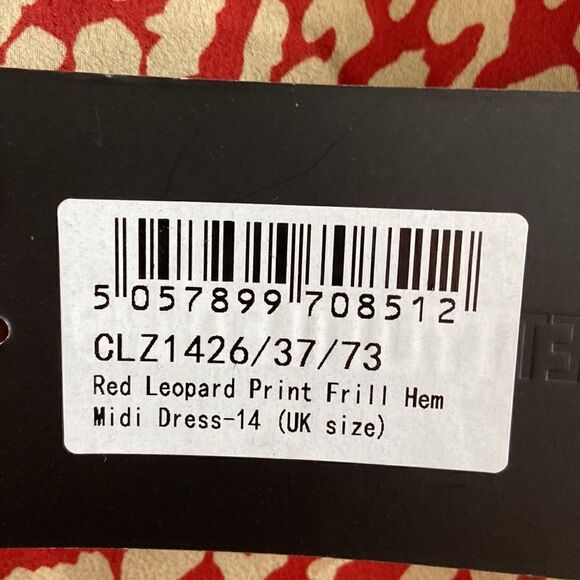 5 057899 708512
CLZ1426/37/73
Red Leopard Print Frill Hem
Midi Dress-14 (UK size)